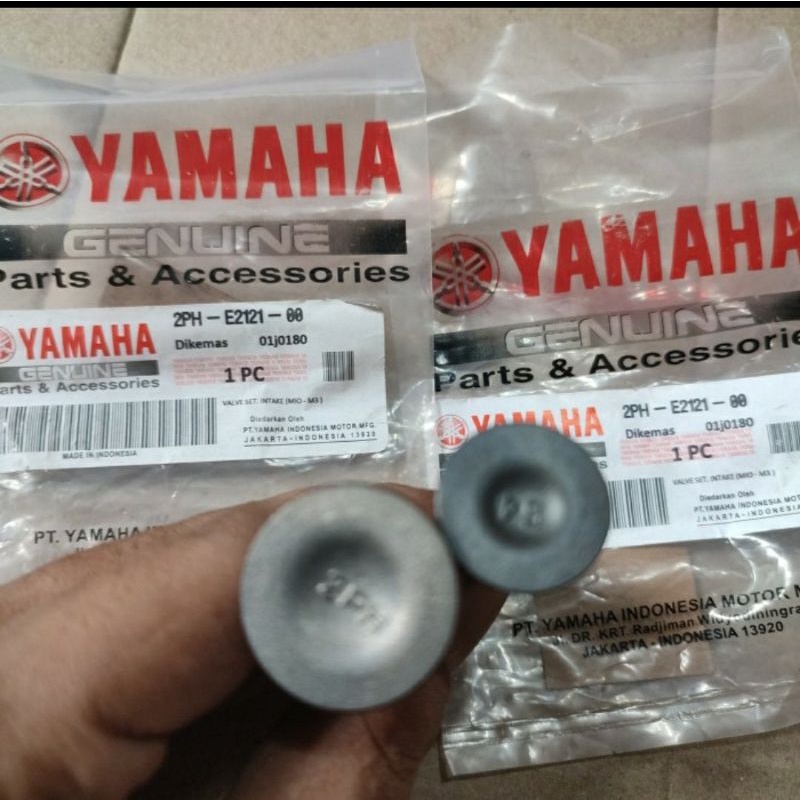 YAMAHA
GENUINE
Parts & Accessories
YAMAHA
GENUINE
Parts & Accessories
2PH-E2121-00
Dikemas 01j0180
1 PC
VALVE SET. INTAKE (MIO - M3)
Diedarkan Oleh
PT.YAMAHA INDONESIA MOTOR.MFG.
JAKARTA-INDONESIA 13920
MADE IN INDONESIA
PT. YAMAHA
YAMAHA
GENUINE
Parts & Accessories
YAMAHA
2PH-E2121-00
Dikemas 01j0180
1 PC
VALVE SET. INTAKE (MIO - M3)
Diedarkan Oleh
PT.YAMAHA INDONESIA
JAKARTA-INDONESIA
PT. YAMAHA INDONESIA MOTOR
DR. KRT. Radjiman
JAKARTA - INDONESIA 13920